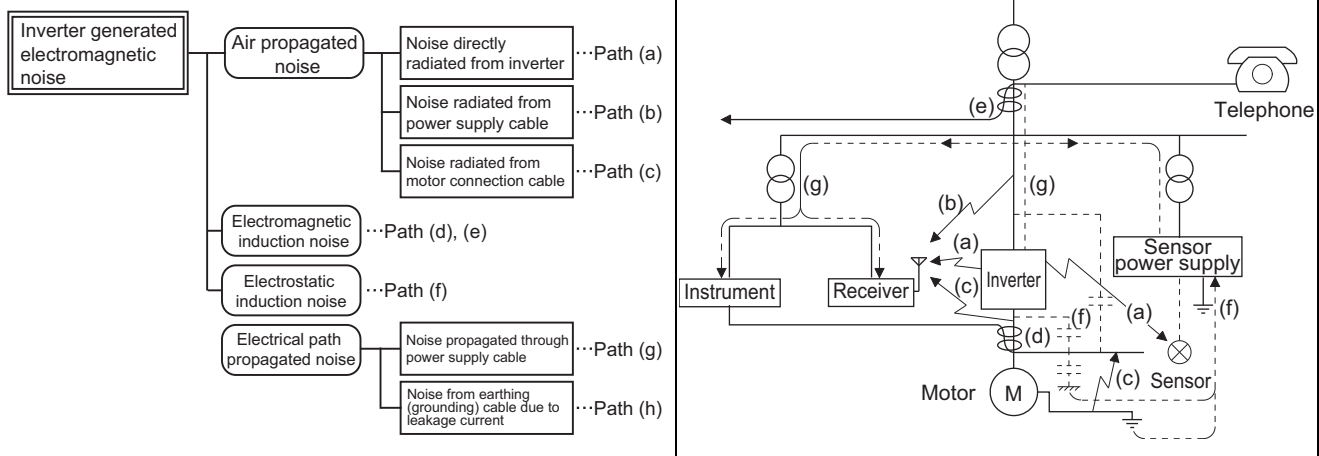 Inverter generated
electromagnetic
noise
Air propagated
noise
Noise directly
radiated from inverter
···Path (a)
Noise radiated from
power supply cable
···Path (b)
Noise radiated from
motor connection cable
···Path (c)
Electromagnetic
induction noise
···Path (d), (e)
Electrostatic
induction noise
···Path (f)
Electrical path
propagated noise
Noise propagated through
power supply cable
···Path (g)
Noise from earthing
(grounding) cable due to
leakage current
···Path (h)
(e)
Telephone
(g)
(g)
(b)
(a)
(c)
Instrument
Receiver
Inverter
Sensor
power supply
(f)
(a)
(f)
(d)
(c)
Sensor
Motor
M